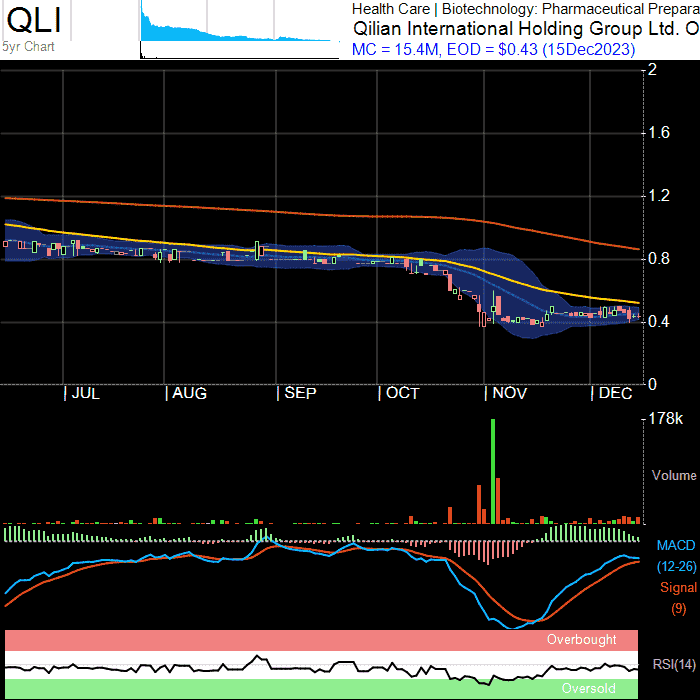 QLI
5yr Chart
Health Care | Biotechnology: Pharmaceutical Prepara
Qilian International Holding Group Ltd. O
MC = 15.4M, EOD = $0.43 (15Dec2023)
2
1.6
1.2
0.8
0.4
0
| JUL | AUG | SEP | OCT | NOV | DEC
178k
Volume
MACD
(12-26)
Signal
(9)
Overbought
RSI(14)
Oversold